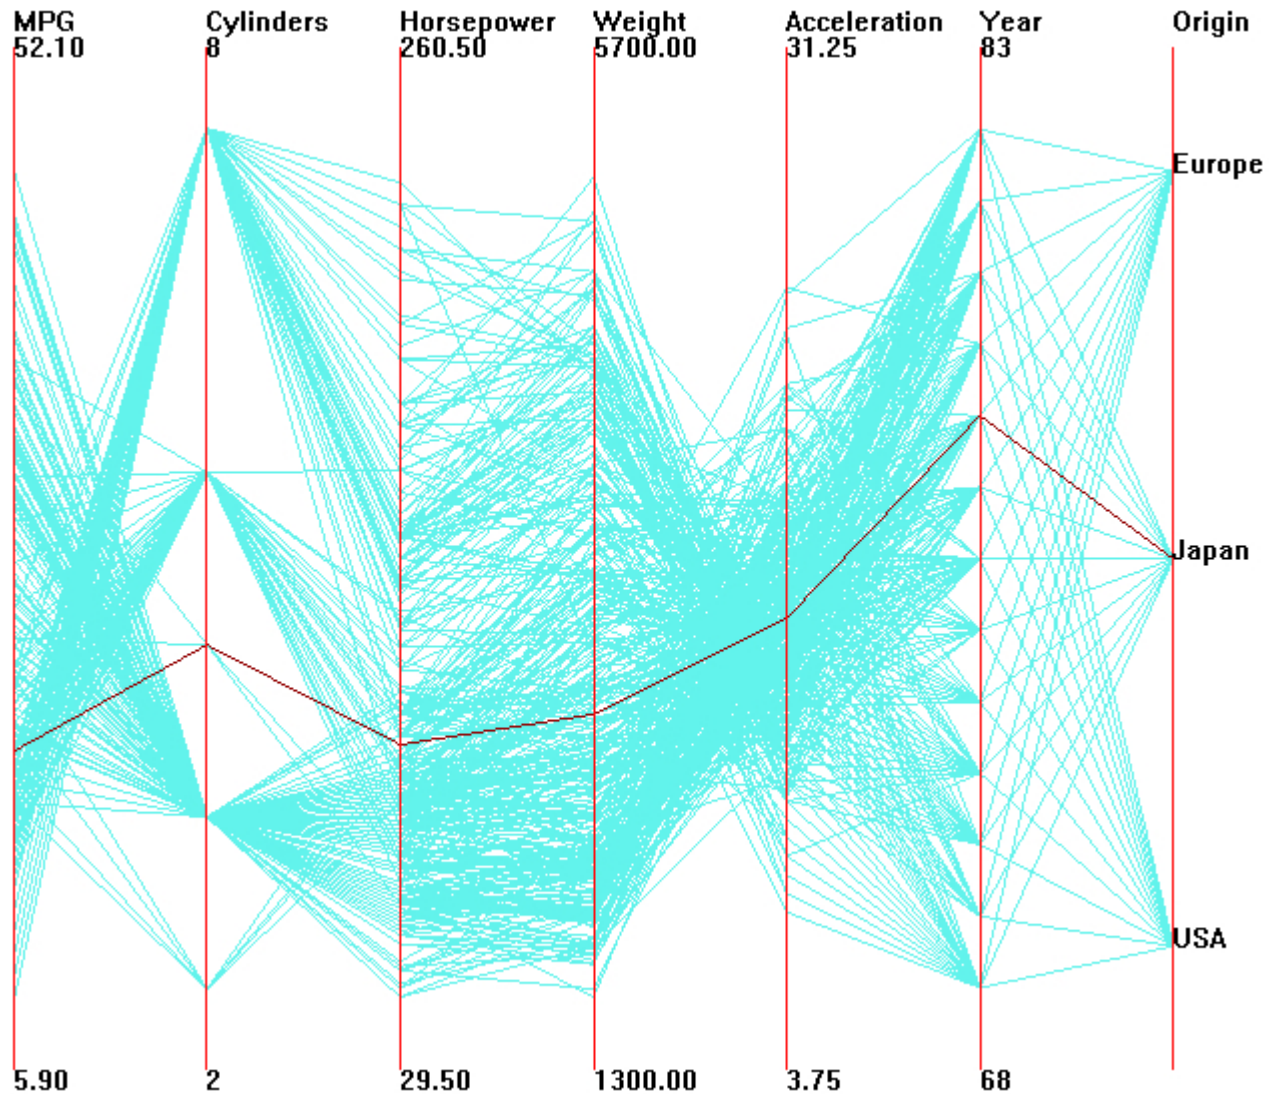 MPG Cylinders Horsepower Weight Acceleration Year Origin
52.10 8 260.50 5700.00 31.25 83
Europe
Japan
USA
5.90 2 29.50 1300.00 3.75 68